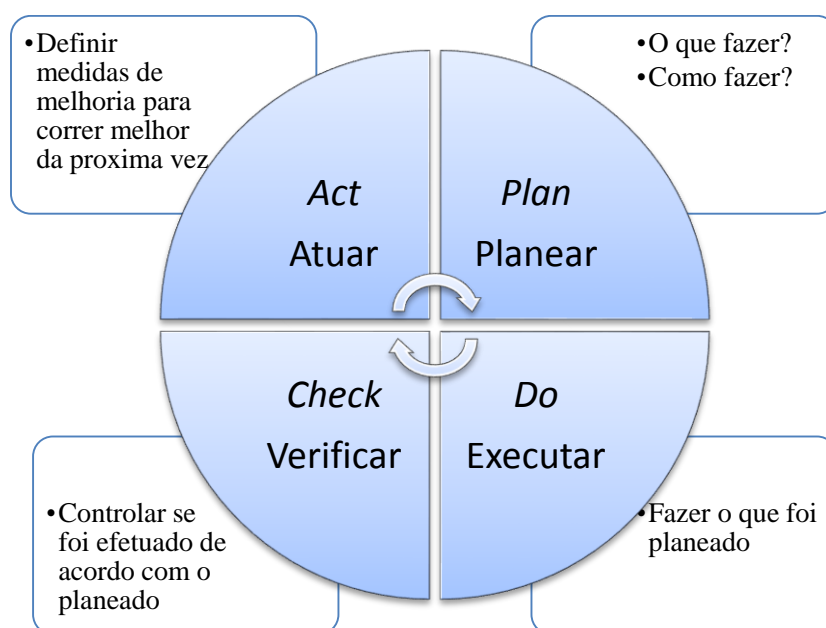 •Definir
medidas de
melhoria para
correr melhor
da proxima vez
•O que fazer?
•Como fazer?
Act
Atuar
Plan
Planear
Check
Verificar
Do
Executar
•Controlar se
foi efetuado de
acordo com o
planeado
•Fazer o que foi
planeado